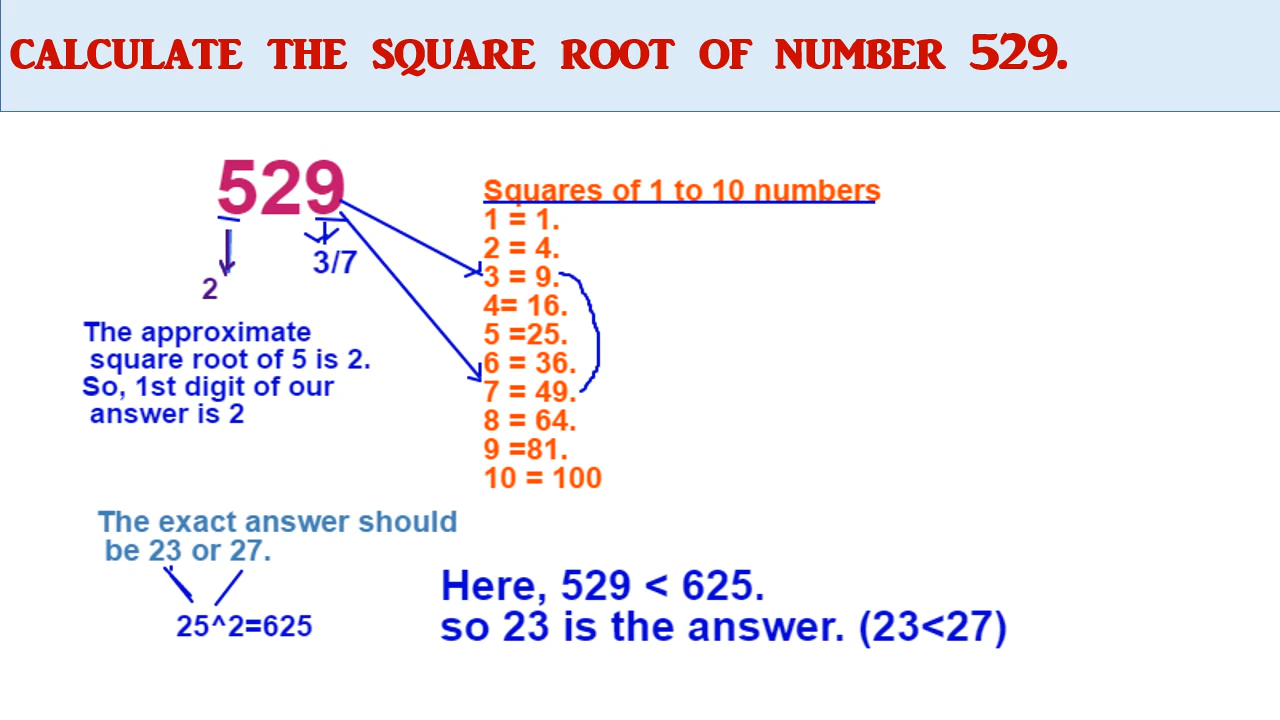 CALCULATE THE SQUARE ROOT OF NUMBER 529.
529
3/7
2
The approximate
square root of 5 is 2.
So, 1st digit of our
answer is 2
Squares of 1 to 10 numbers
1 = 1.
2 = 4.
3 = 9.
4= 16.
5 =25.
6 = 36.
7 = 49.
8 = 64.
9 =81.
10 = 100
The exact answer should
be 23 or 27.
25^2=625
Here, 529 < 625.
so 23 is the answer. (23<27)